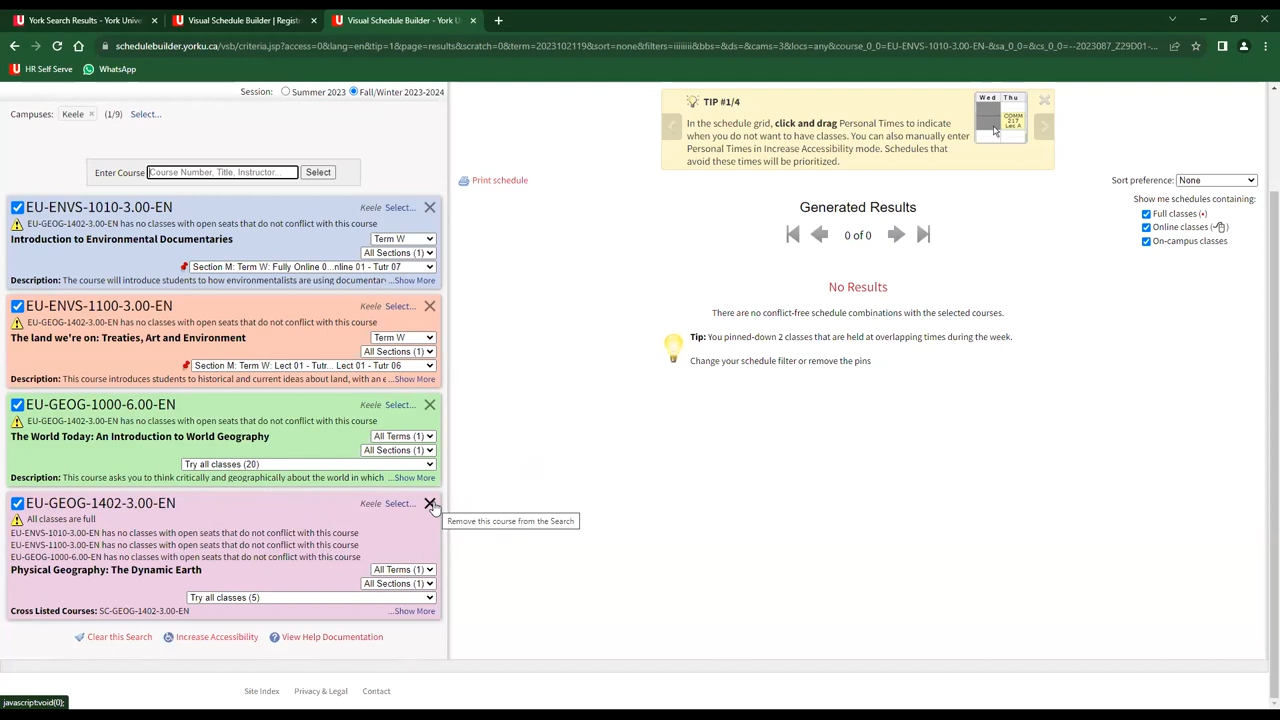 York Search Results - York Unive
Visual Schedule Builder | Registr
Visual Schedule Builder - York U
schedulebuilder.yorku.ca/vsb/criteria.jsp?access=0&lang=en&tip=1&page=results&scratch=0&term=2023102119&sort=none&filters=iiiiiiii&bbs=&ds=&cams=3&locs=any&course_0_0=EU-ENVS-1010-3.00-EN-&sa_0_0=&cs_0_0=--2023087_Z29D01-...
HR Self Serve
WhatsApp
Session: Summer 2023 Fall/Winter 2023-2024
Campuses: Keele (1/9) Select...
Enter Course Course Number, Title, Instructor... Select
EU-ENVS-1010-3.00-EN Keele Select...
EU-GEOG-1402-3.00-EN has no classes with open seats that do not conflict with this course
Introduction to Environmental Documentaries Term W
All Sections (1)
Section M: Term W: Fully Online 0...nline 01 - Tutr 07
Description: The course will introduce students to how environmentalists are using documentar ...Show More
EU-ENVS-1100-3.00-EN Keele Select...
EU-GEOG-1402-3.00-EN has no classes with open seats that do not conflict with this course
The land we're on: Treaties, Art and Environment Term W
All Sections (1)
Section M: Term W: Lect 01 - Tutr... Lect 01 - Tutr 06
Description: This course introduces students to historical and current ideas about land, with an e ...Show More
EU-GEOG-1000-6.00-EN Keele Select...
EU-GEOG-1402-3.00-EN has no classes with open seats that do not conflict with this course
The World Today: An Introduction to World Geography All Terms (1)
All Sections (1)
Try all classes (20)
Description: This course asks you to think critically and geographically about the world in which ...Show More
EU-GEOG-1402-3.00-EN Keele Select...
Remove this course from the Search
All classes are full
EU-ENVS-1010-3.00-EN has no classes with open seats that do not conflict with this course
EU-ENVS-1100-3.00-EN has no classes with open seats that do not conflict with this course
EU-GEOG-1000-6.00-EN has no classes with open seats that do not conflict with this course
Physical Geography: The Dynamic Earth All Terms (1)
All Sections (1)
Try all classes (5)
Cross Listed Courses: SC-GEOG-1402-3.00-EN ...Show More
Clear this Search Increase Accessibility View Help Documentation
TIP #1/4
In the schedule grid, click and drag Personal Times to indicate
when you do not want to have classes. You can also manually enter
Personal Times in Increase Accessibility mode. Schedules that
avoid these times will be prioritized.
Wed Thu
COMM
217
Lec A
Print schedule
Sort preference: None
Generated Results
0 of 0
Show me schedules containing:
Full classes (•)
Online classes ( )
On-campus classes
No Results
There are no conflict-free schedule combinations with the selected courses.
Tip: You pinned-down 2 classes that are held at overlapping times during the week.
Change your schedule filter or remove the pins
Site Index Privacy & Legal Contact
javascript:void(0);